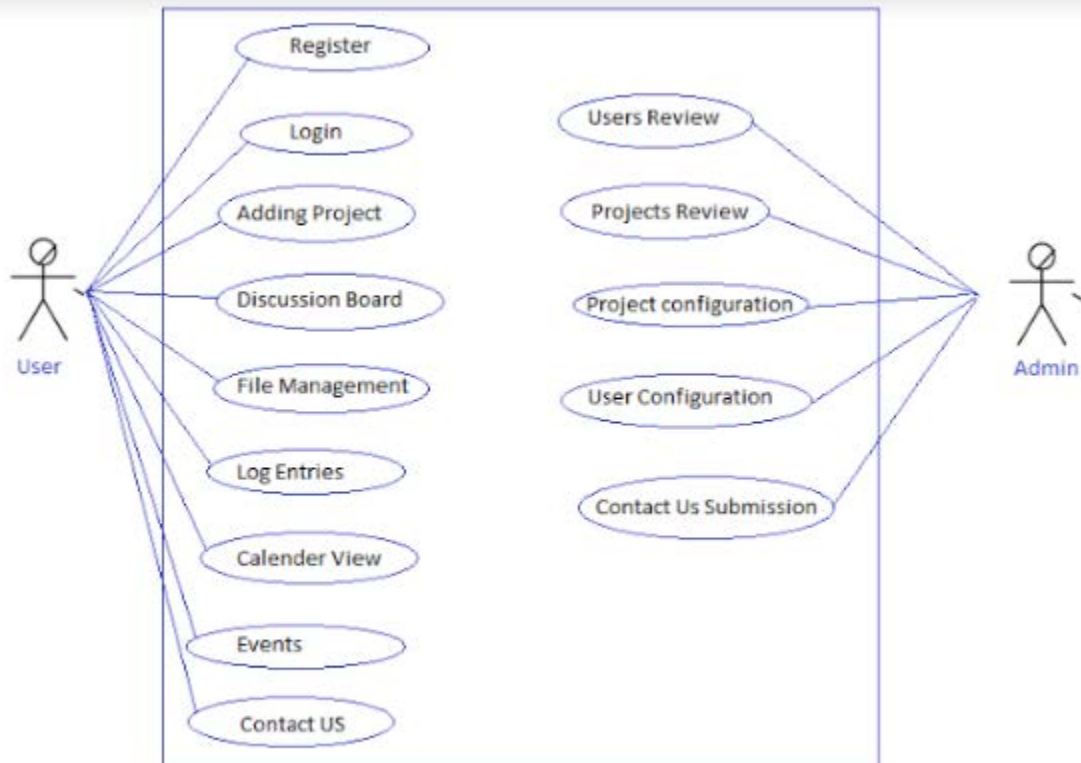 Register
Login
Adding Project
Discussion Board
File Management
Log Entries
Calender View
Events
Contact US
User
Users Review
Projects Review
Project configuration
User Configuration
Contact Us Submission
Admin